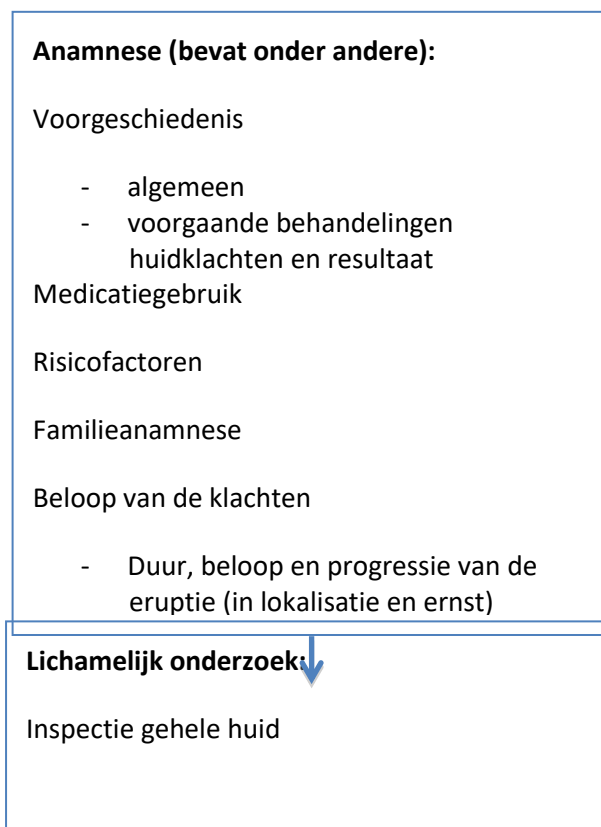 Anamnese (bevat onder andere):
Voorgeschiedenis
- algemeen
- voorgaande behandelingen
huidklachten en resultaat
Medicatiegebruik
Risicofactoren
Familieanamnese
Beloop van de klachten
- Duur, beloop en progressie van de
eruptie (in lokalisatie en ernst)
Lichamelijk onderzoek:
Inspectie gehele huid